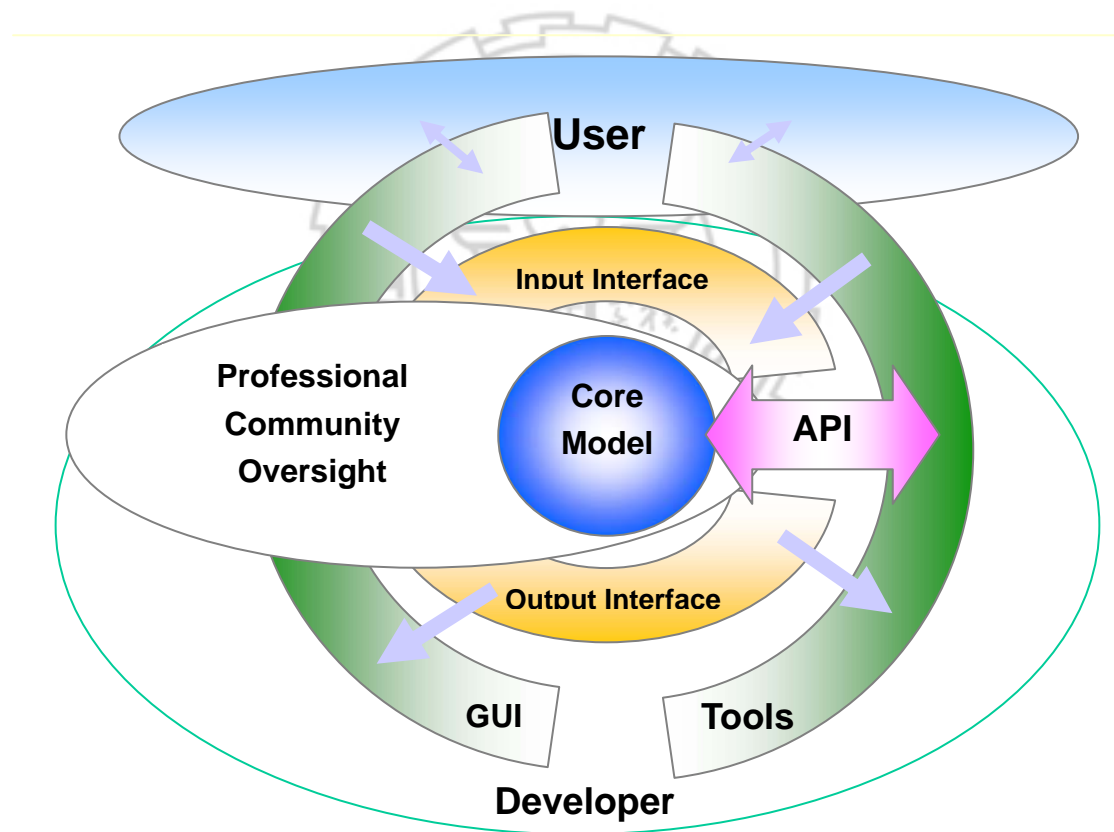 User
Input Interface
Professional
Community
Oversight
Core
Model
API
Output Interface
GUI
Tools
Developer